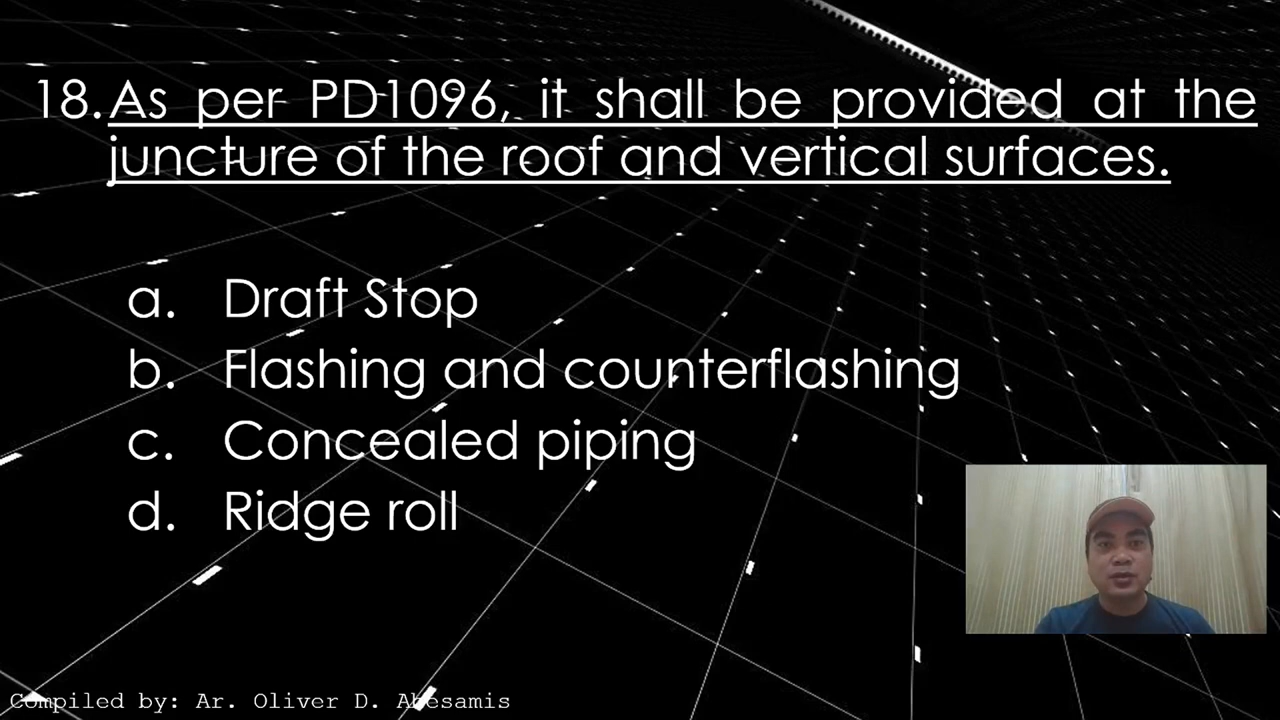 18. As per PD1096, it shall be provided at the
juncture of the roof and vertical surfaces.
a. Draft Stop
b. Flashing and counterflashing
c. Concealed piping
d. Ridge roll
Compiled by: Ar. Oliver D. Abesamis